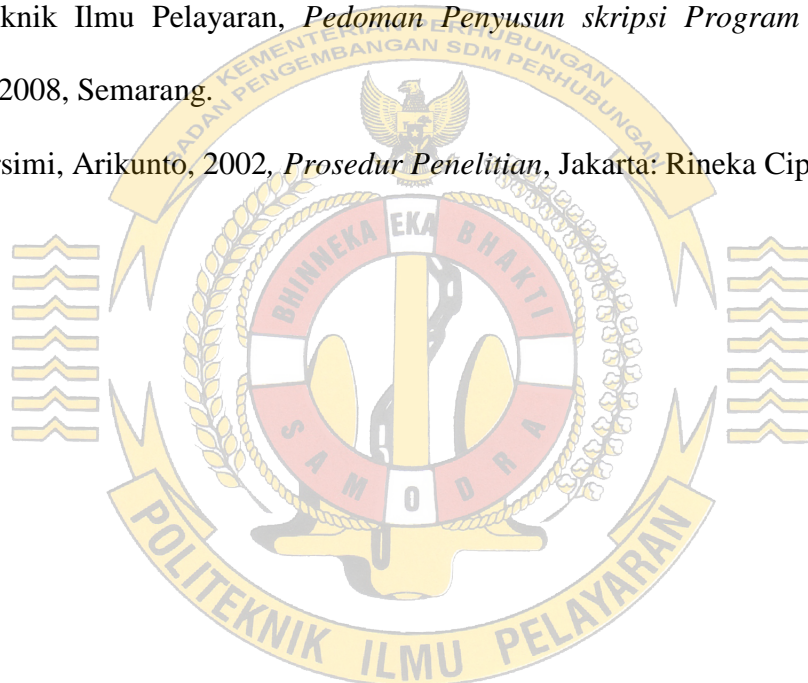 knik Ilmu Pelayaran, Pedoman Penyusun skripsi Program
2008, Semarang.
rsimi, Arikunto, 2002, Prosedur Penelitian, Jakarta: Rineka Cip
KEMENTERIAN PERHUBUNGAN
BADAN PENGEMBANGAN SDM PERHUBUNGAN
BHINNEKA EKA BHAKTI
SAMODRA
POLITEKNIK ILMU PELAYARAN